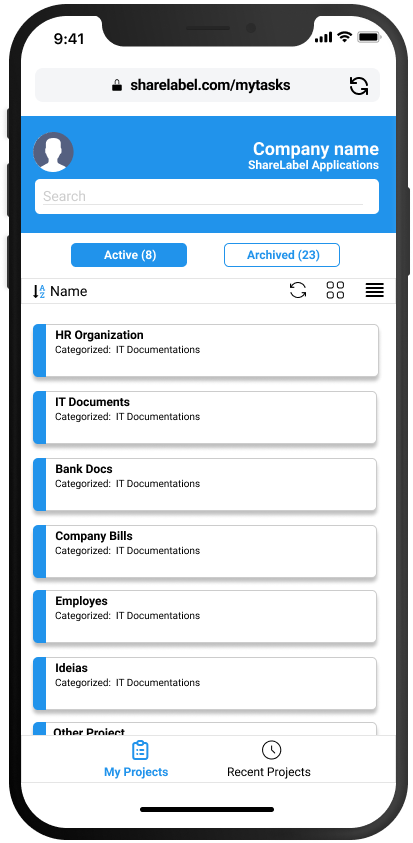 9:41
sharelabel.com/mytasks
Company name
ShareLabel Applications
Search
Active (8)
Archived (23)
AZ Name
HR Organization
Categorized: IT Documentations
IT Documents
Categorized: IT Documentations
Bank Docs
Categorized: IT Documentations
Company Bills
Categorized: IT Documentations
Employes
Categorized: IT Documentations
Ideias
Categorized: IT Documentations
Other Project
My Projects
Recent Projects